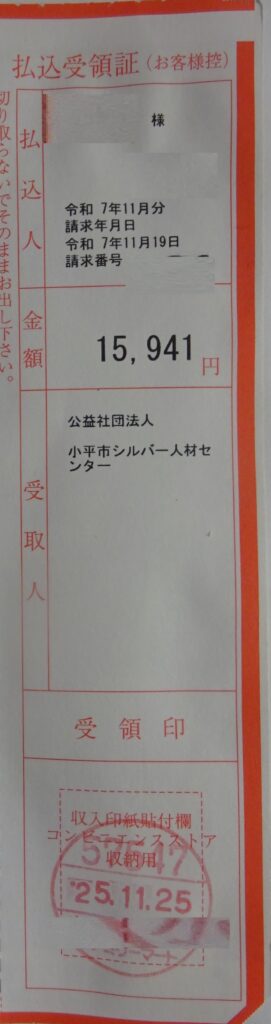 払込受領証(お客様控)
切り取らないでそのままお出し下さい。
払込人
様
令和 7年11月分
請求年月日
令和 7年11月19日
請求番号
金額
15,941円
受取人
公益社団法人
小平市シルバー人材セ
ンター
受領印
収入印紙貼付欄
コンビニエンスストア
収納用
'25.11.25